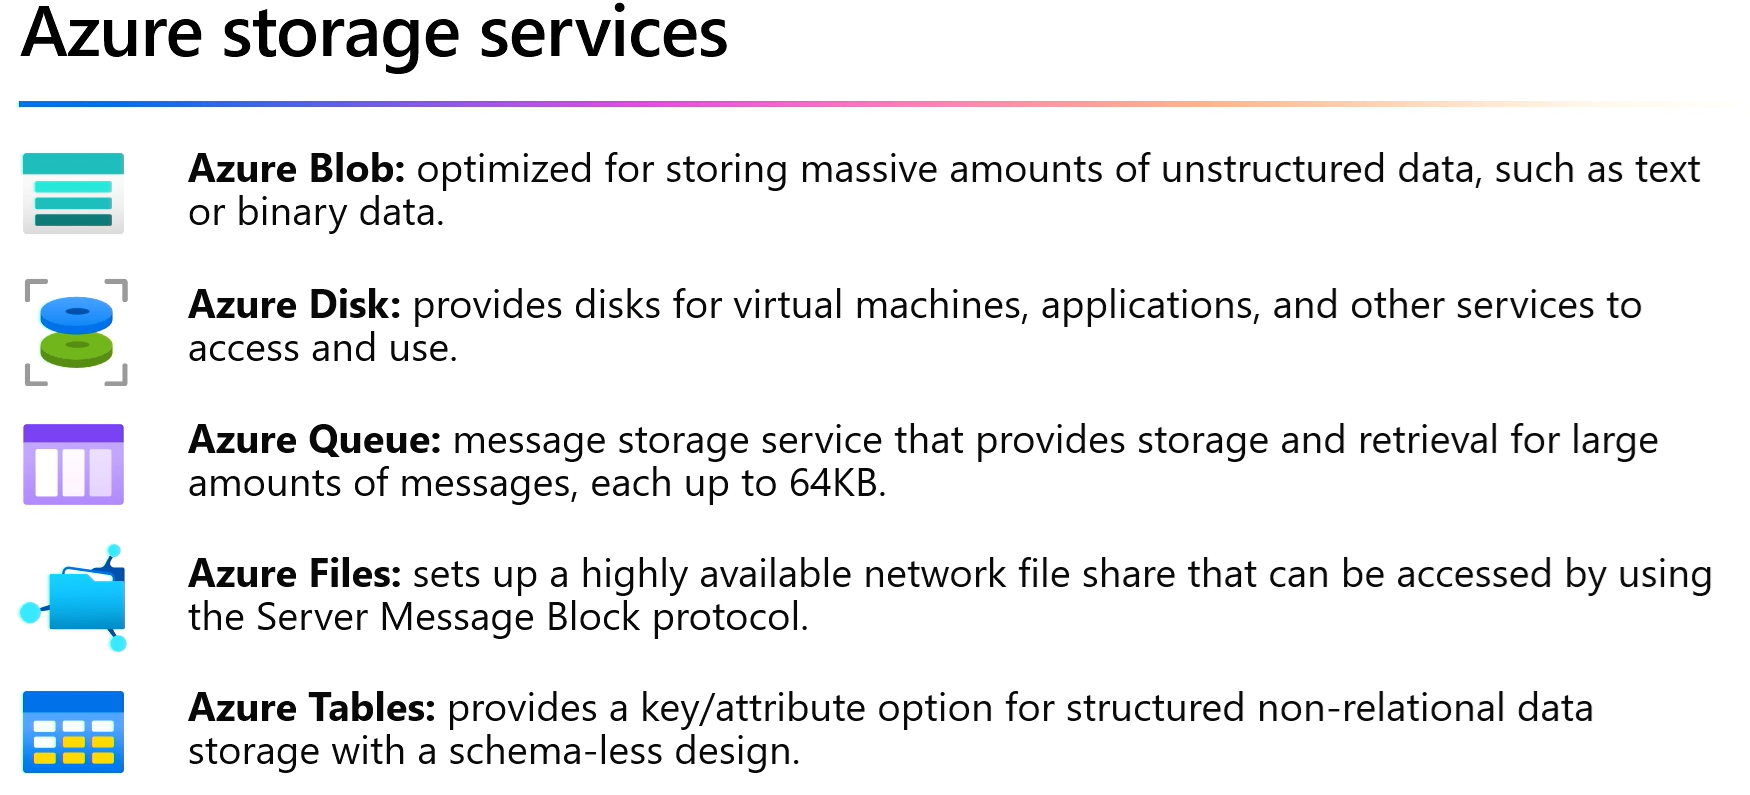 Azure storage services
Azure Blob: optimized for storing massive amounts of unstructured data, such as text
or binary data.
Azure Disk: provides disks for virtual machines, applications, and other services to
access and use.
Azure Queue: message storage service that provides storage and retrieval for large
amounts of messages, each up to 64KB.
Azure Files: sets up a highly available network file share that can be accessed by using
the Server Message Block protocol.
Azure Tables: provides a key/attribute option for structured non-relational data
storage with a schema-less design.